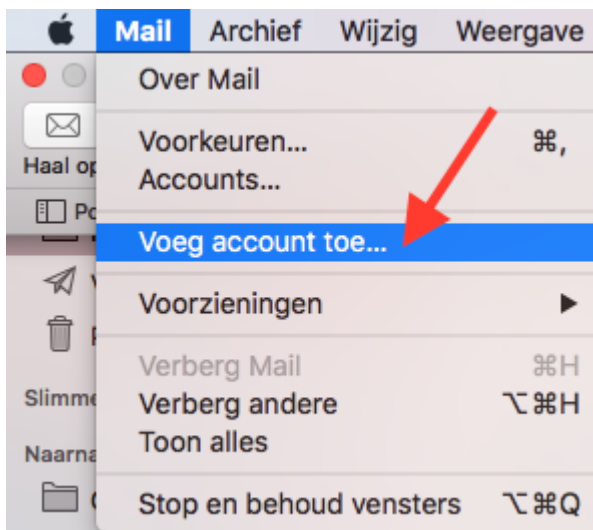 Mail Archief Wijzig Weergave
Over Mail
Voorkeuren... ⌘,
Haal op
Accounts...
Voeg account toe...
Voorzieningen ▶
Verberg Mail ⌘H
Slimme
Verberg andere ⌥⌘H
Toon alles
Stop en behoud vensters ⌥⌘Q